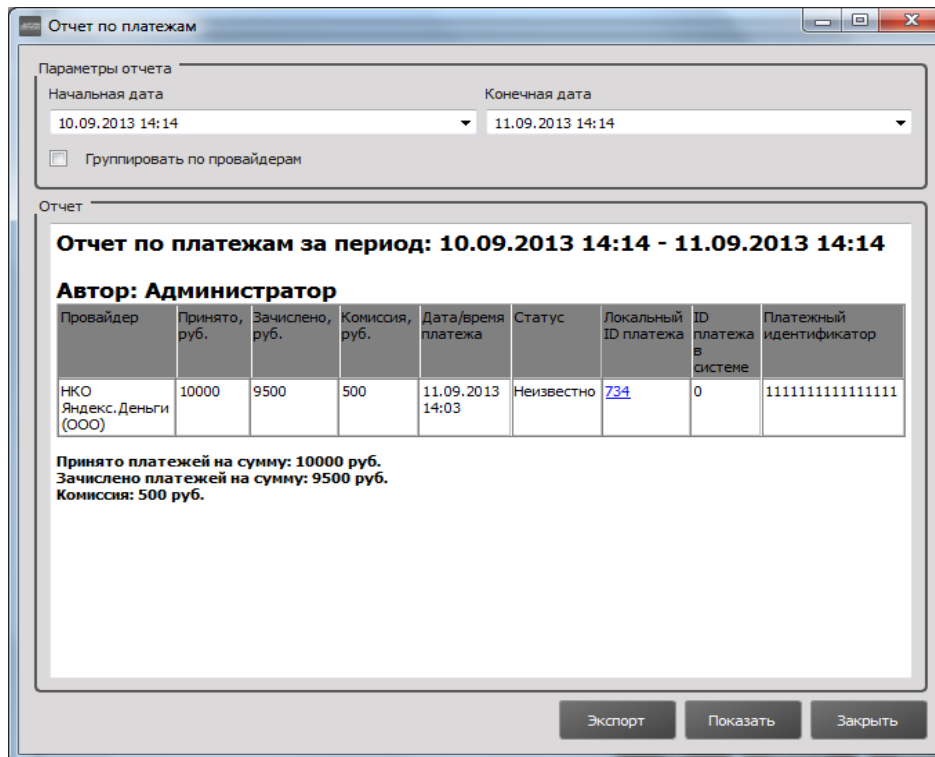 Отчет по платежам
Параметры отчета
Начальная дата Конечная дата
10.09.2013 14:14 11.09.2013 14:14
Группировать по провайдерам
Отчет
Отчет по платежам за период: 10.09.2013 14:14 - 11.09.2013 14:14
Автор: Администратор
Провайдер Принято, Зачислено, Комиссия, Дата/время Статус Локальный ID Платежный
руб. руб. руб. платежа ID платежа платежа идентификатор
в
системе
НКО 10000 9500 500 11.09.2013 Неизвестно 734 0 1111111111111111
Яндекс.Деньги 14:03
(ООО)
Принято платежей на сумму: 10000 руб.
Зачислено платежей на сумму: 9500 руб.
Комиссия: 500 руб.
Экспорт Показать Закрыть